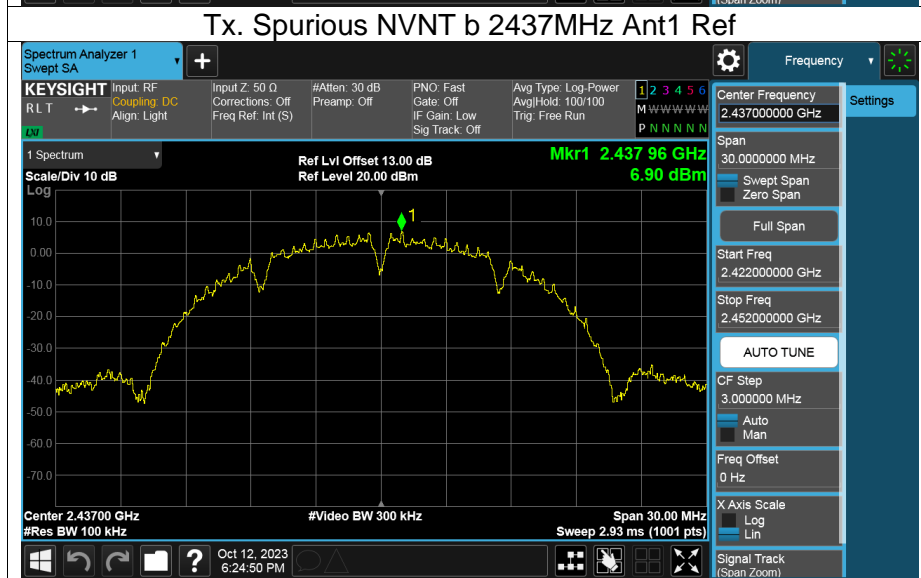 (Span Zoom)
Tx. Spurious NVNT b 2437MHz Ant1 Ref
Spectrum Analyzer 1
Swept SA
+
Frequency
KEYSIGHT
RLT
LXI
Input: RF
Coupling: DC
Align: Light
Input Z: 50 Ω
Corrections: Off
Freq Ref: Int (S)
#Atten: 30 dB
Preamp: Off
PNO: Fast
Gate: Off
IF Gain: Low
Sig Track: Off
Avg Type: Log-Power
Avg|Hold: 100/100
Trig: Free Run
1 2 3 4 5 6
M W W W W W
P N N N N N
1 Spectrum
Scale/Div 10 dB
Log
Ref Lvl Offset 13.00 dB
Ref Level 20.00 dBm
Mkr1 2.437 96 GHz
6.90 dBm
1
10.0
0.00
-10.0
-20.0
-30.0
-40.0
-50.0
-60.0
-70.0
Center 2.43700 GHz
#Res BW 100 kHz
#Video BW 300 kHz
Span 30.00 MHz
Sweep 2.93 ms (1001 pts)
Center Frequency
2.437000000 GHz
Settings
Span
30.0000000 MHz
Swept Span
Zero Span
Full Span
Start Freq
2.422000000 GHz
Stop Freq
2.452000000 GHz
AUTO TUNE
CF Step
3.000000 MHz
Auto
Man
Freq Offset
0 Hz
X Axis Scale
Log
Lin
Signal Track
(Span Zoom)
?
Oct 12, 2023
6:24:50 PM